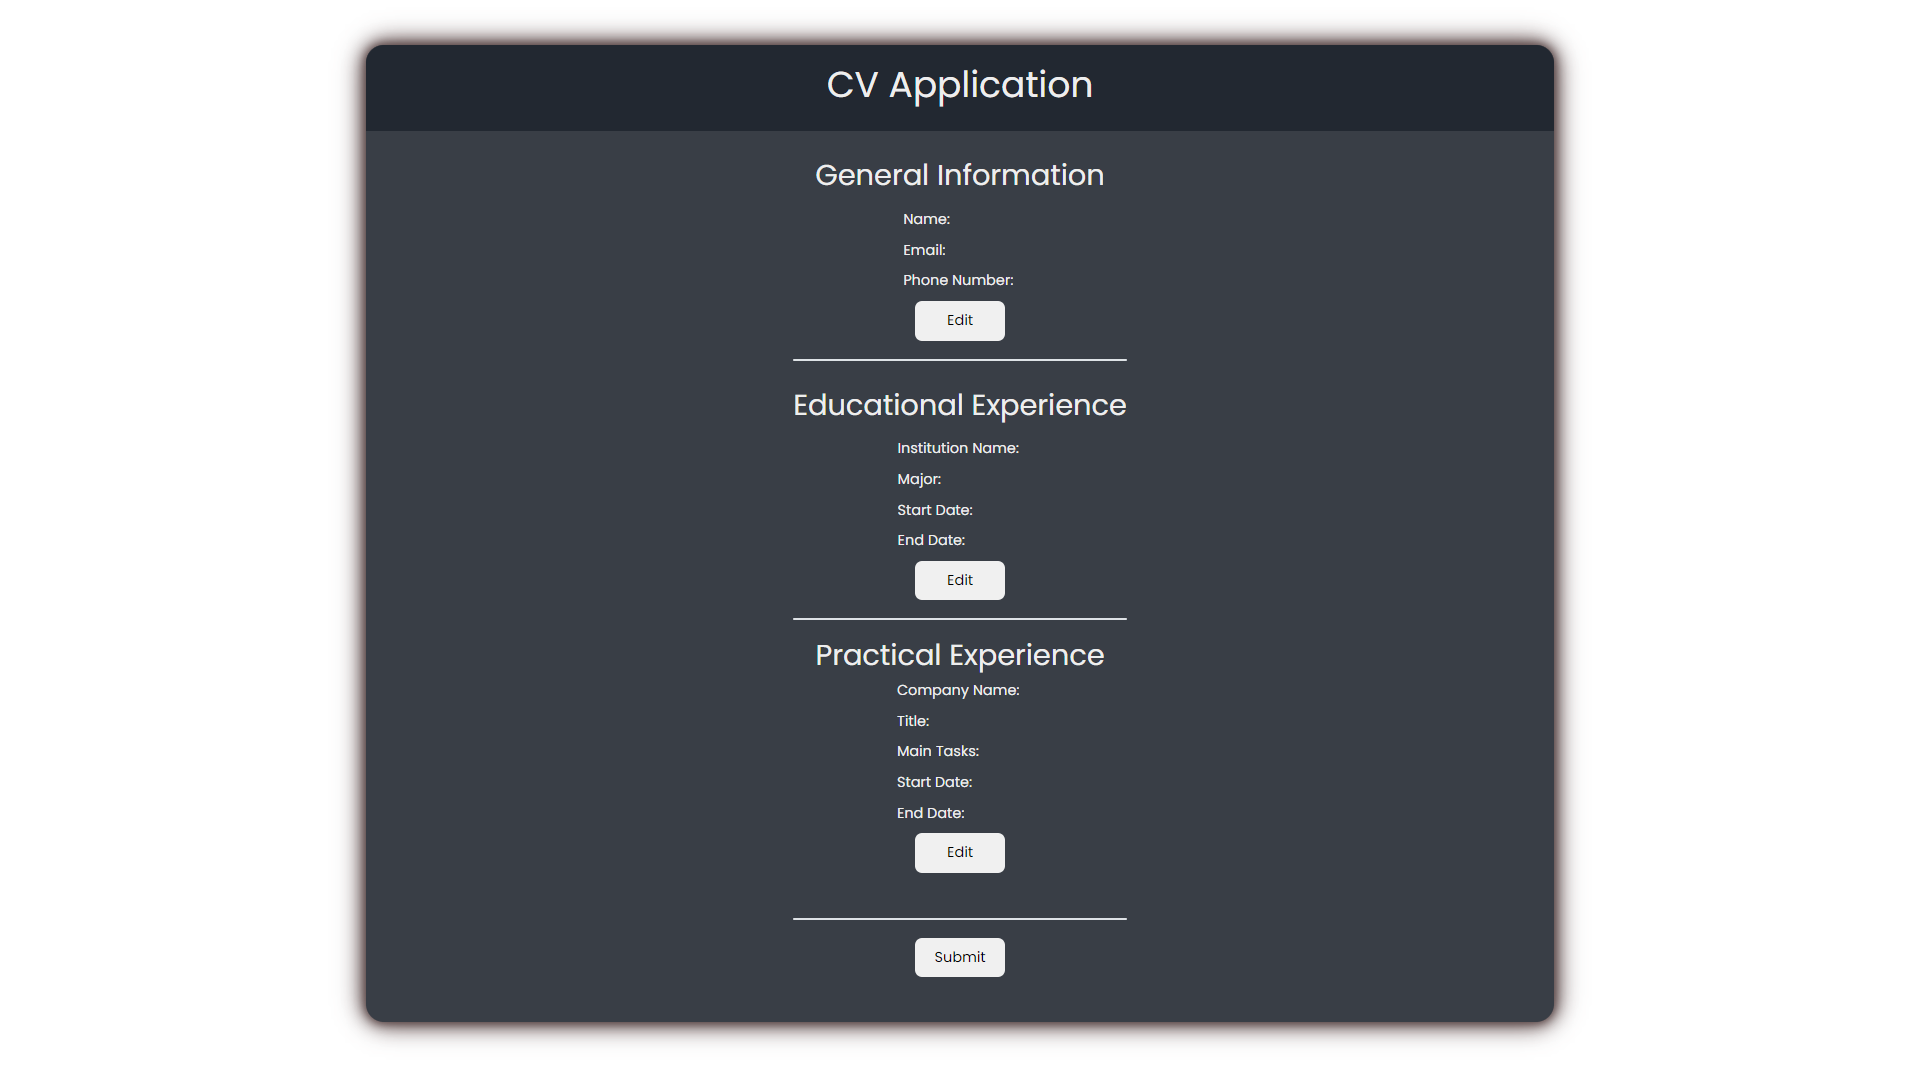 CV Application
General Information
Name:
Email:
Phone Number:
Edit
Educational Experience
Institution Name:
Major:
Start Date:
End Date:
Edit
Practical Experience
Company Name:
Title:
Main Tasks:
Start Date:
End Date:
Edit
Submit